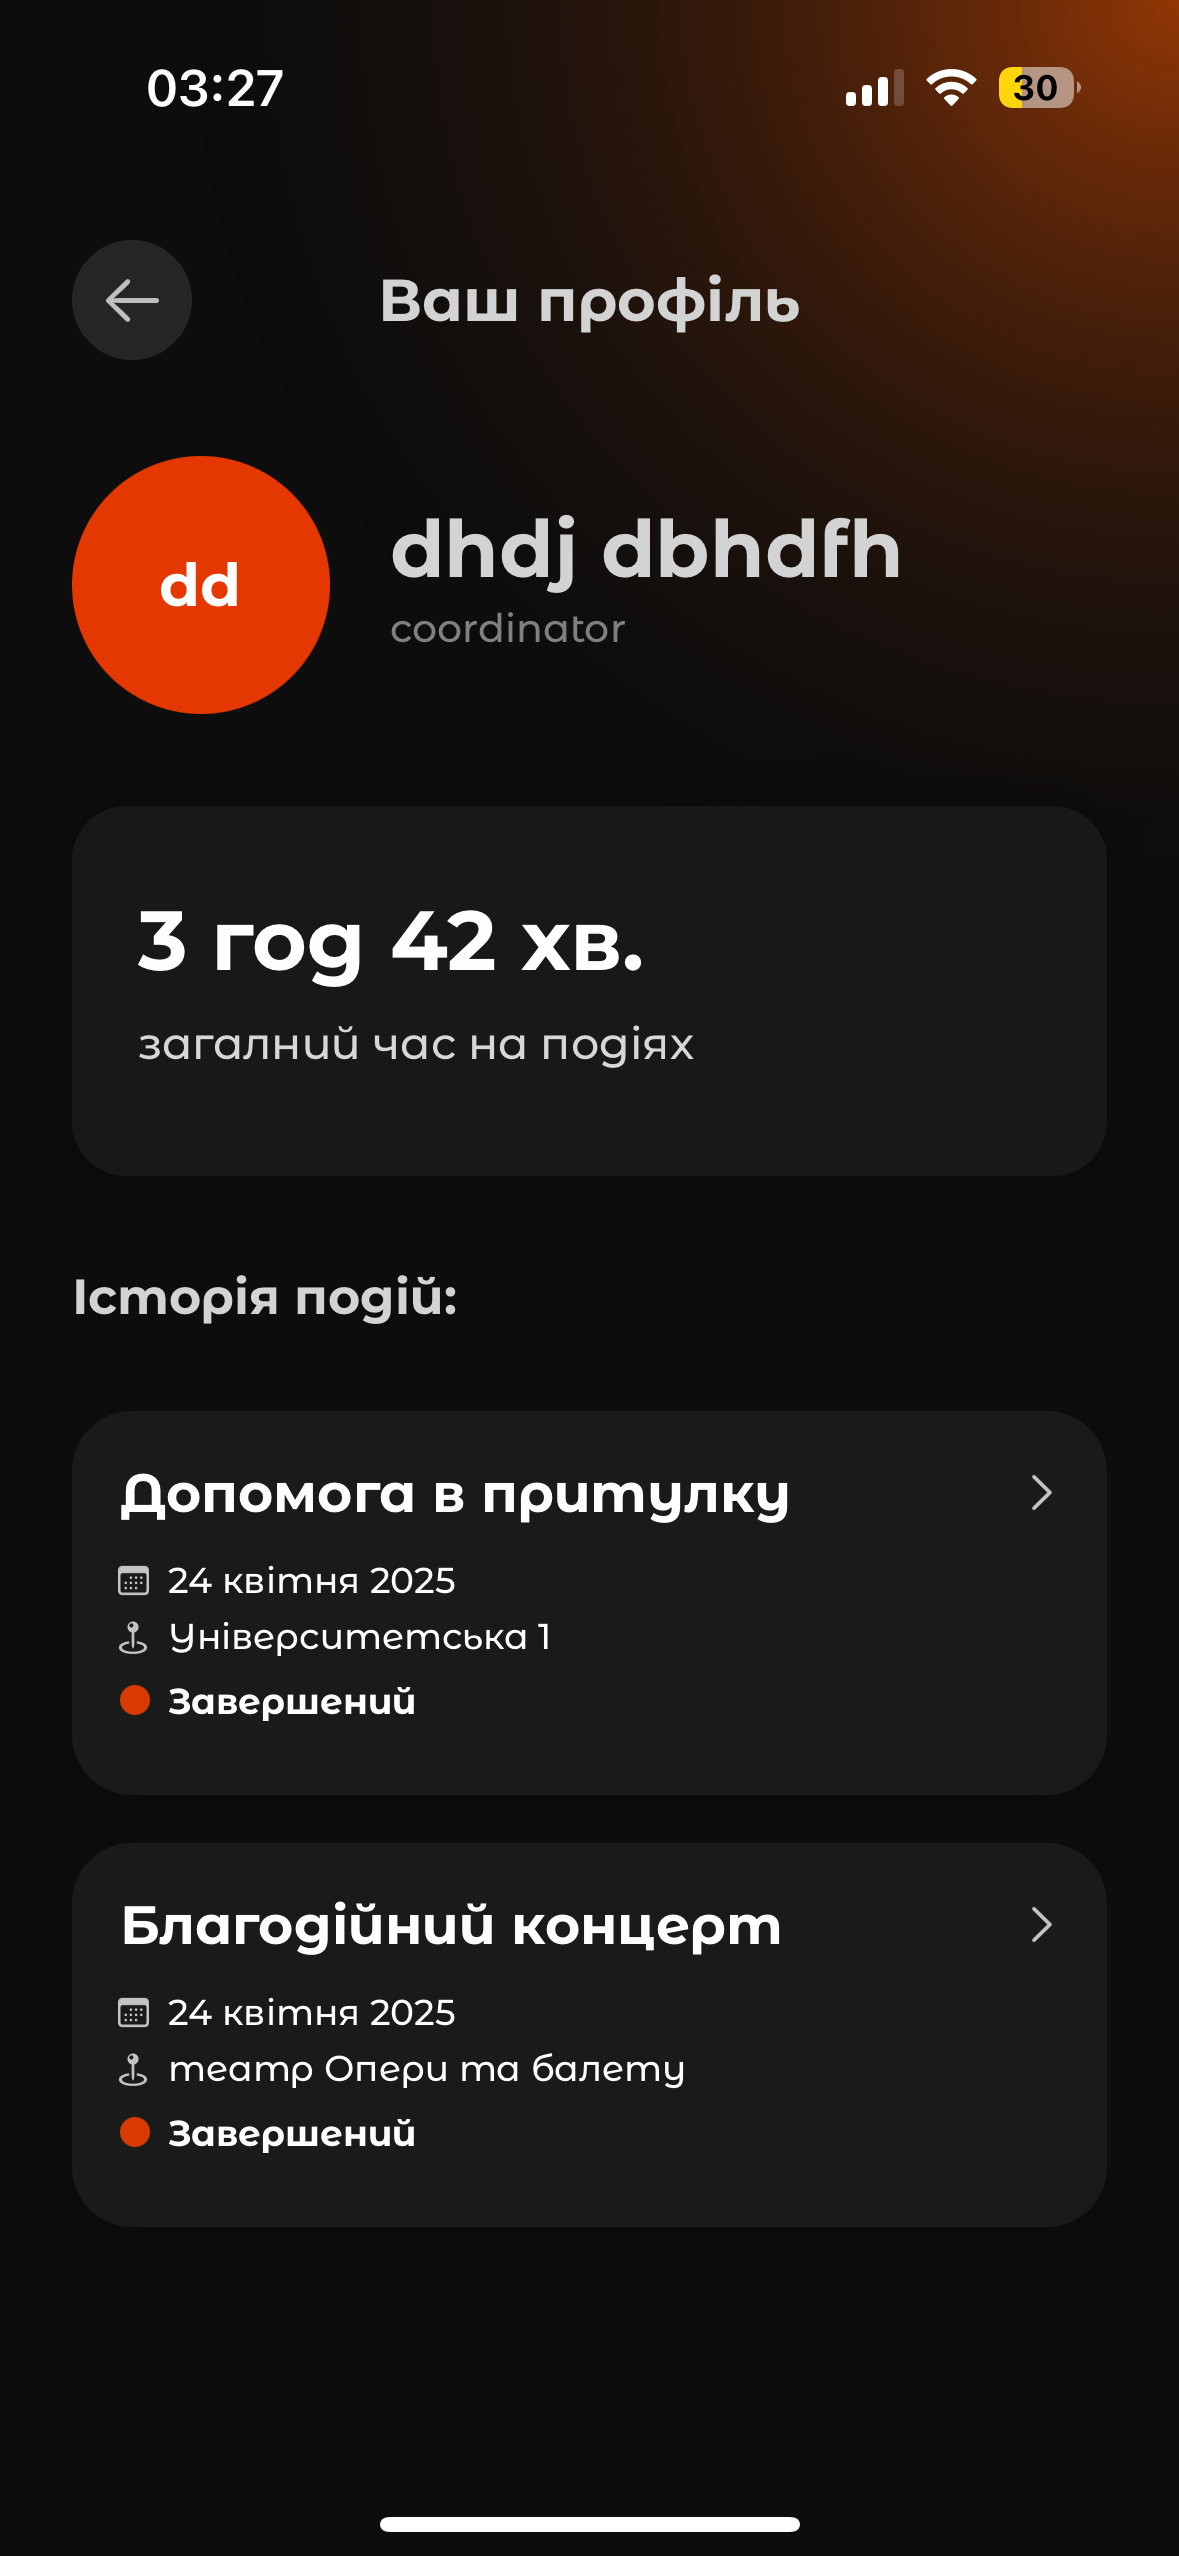 03:27
30
Ваш профіль
dd
dhdj dbhdfh
coordinator
3 год 42 хв.
загалний час на подіях
Історія подій:
Допомога в притулку
24 квітня 2025
Університетська 1
Завершений
Благодійний концерт
24 квітня 2025
театр Опери та балету
Завершений